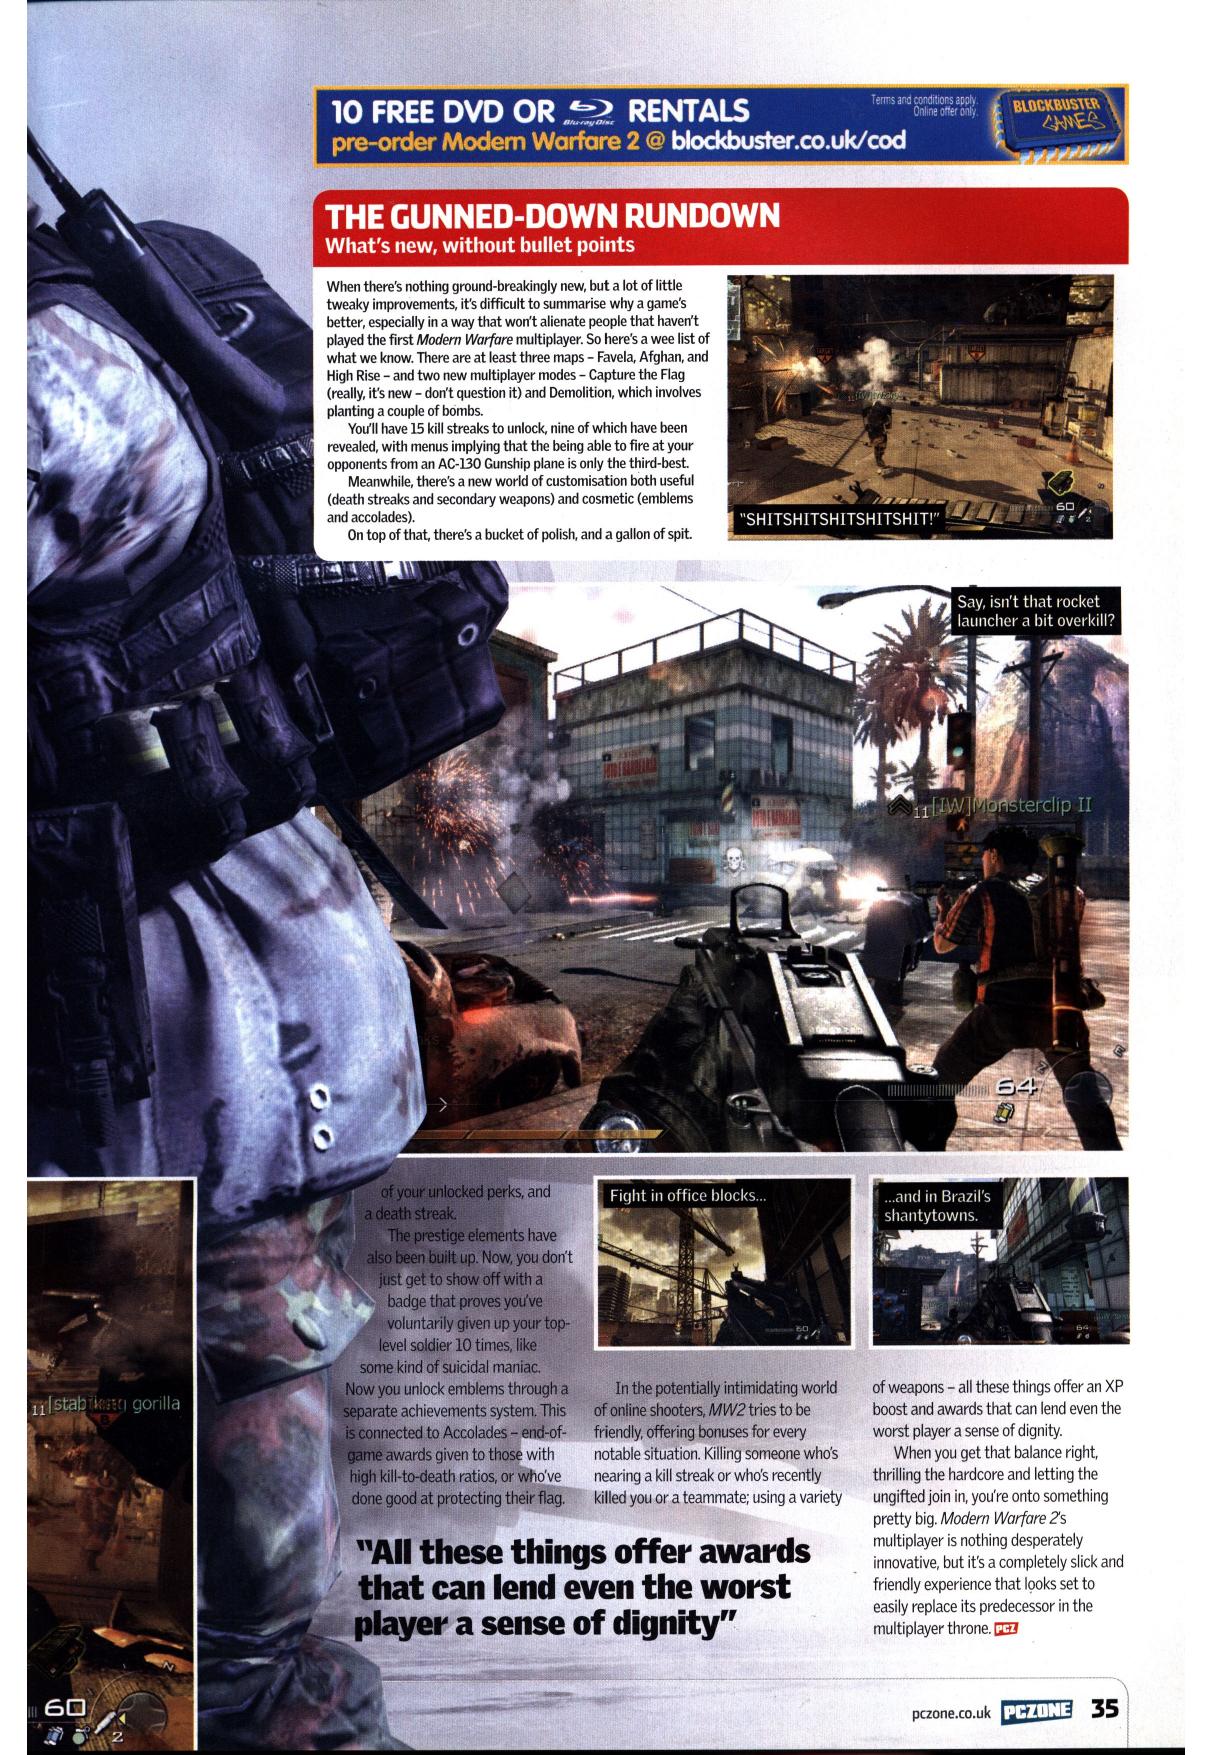 10 FREE DVD OR Blu-ray Disc RENTALS
pre-order Modern Warfare 2 @ blockbuster.co.uk/cod
Terms and conditions apply.
Online offer only.
BLOCKBUSTER
GAMES
THE GUNNED-DOWN RUNDOWN
What's new, without bullet points
When there's nothing ground-breakingly new, but a lot of little
tweaky improvements, it's difficult to summarise why a game's
better, especially in a way that won't alienate people that haven't
played the first Modern Warfare multiplayer. So here's a wee list of
what we know. There are at least three maps – Favela, Afghan, and
High Rise – and two new multiplayer modes – Capture the Flag
(really, it's new – don't question it) and Demolition, which involves
planting a couple of bombs.
You'll have 15 kill streaks to unlock, nine of which have been
revealed, with menus implying that the being able to fire at your
opponents from an AC-130 Gunship plane is only the third-best.
Meanwhile, there's a new world of customisation both useful
(death streaks and secondary weapons) and cosmetic (emblems
and accolades).
On top of that, there's a bucket of polish, and a gallon of spit.
"SHITSHITSHITSHITSHIT!"
60
2
Say, isn't that rocket
launcher a bit overkill?
11 [IW]Monsterclip II
64
of your unlocked perks, and
a death streak.
The prestige elements have
also been built up. Now, you don't
just get to show off with a
badge that proves you've
voluntarily given up your top-
level soldier 10 times, like
some kind of suicidal maniac.
Now you unlock emblems through a
separate achievements system. This
is connected to Accolades – end-of-
game awards given to those with
high kill-to-death ratios, or who've
done good at protecting their flag.
Fight in office blocks...
60
...and in Brazil's
shantytowns.
64
In the potentially intimidating world
of online shooters, MW2 tries to be
friendly, offering bonuses for every
notable situation. Killing someone who's
nearing a kill streak or who's recently
killed you or a teammate; using a variety
of weapons – all these things offer an XP
boost and awards that can lend even the
worst player a sense of dignity.
When you get that balance right,
thrilling the hardcore and letting the
ungifted join in, you're onto something
pretty big. Modern Warfare 2's
multiplayer is nothing desperately
innovative, but it's a completely slick and
friendly experience that looks set to
easily replace its predecessor in the
multiplayer throne. PCZ
"All these things offer awards
that can lend even the worst
player a sense of dignity"
11 gorilla
60
2
pczone.co.uk PCZONE 35